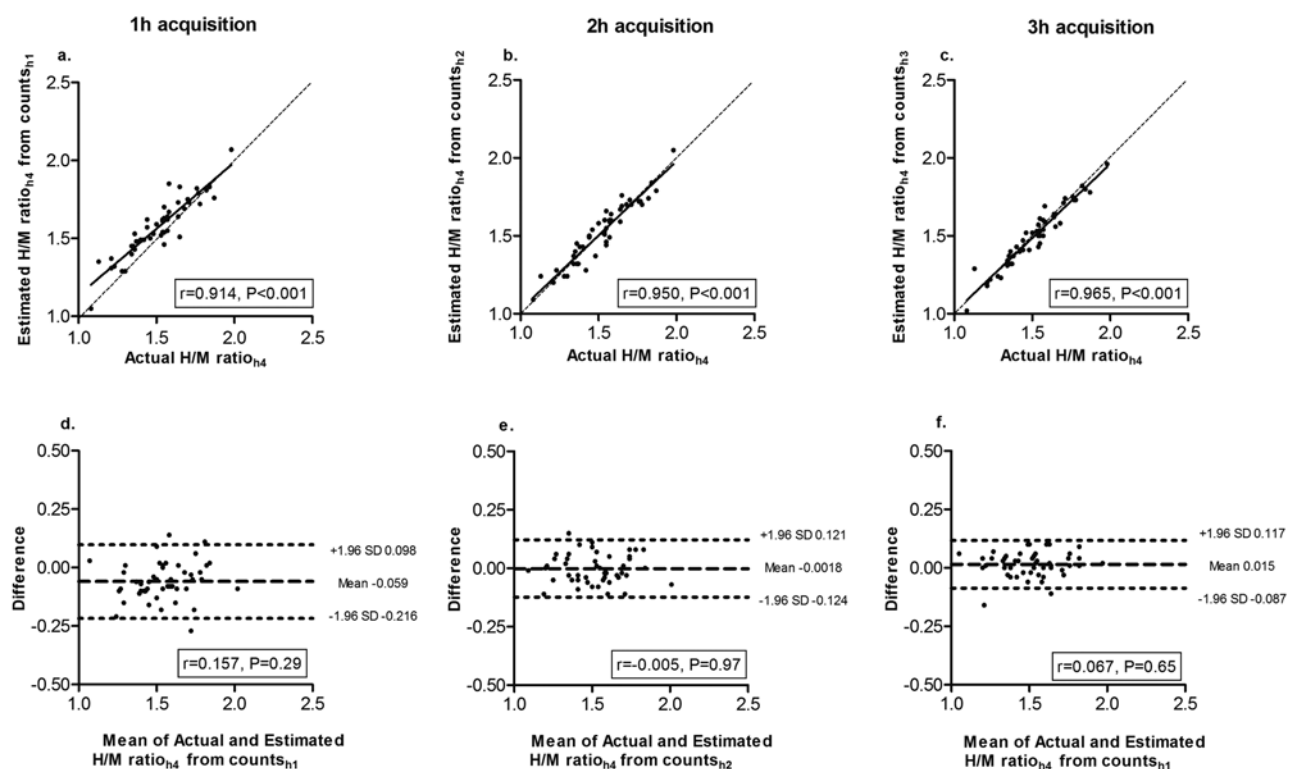 1h acquisition
2h acquisition
3h acquisition
a.
Estimated H/M ratioh4 from countsh1
2.5
2.0
1.5
1.0
r=0.914, P<0.001
1.0 1.5 2.0 2.5
Actual H/M ratioh4
b.
Estimated H/M ratioh4 from countsh2
2.5
2.0
1.5
1.0
r=0.950, P<0.001
1.0 1.5 2.0 2.5
Actual H/M ratioh4
c.
Estimated H/M ratioh4 from countsh3
2.5
2.0
1.5
1.0
r=0.965, P<0.001
1.0 1.5 2.0 2.5
Actual H/M ratioh4
d.
Difference
0.50
0.25
0.00
-0.25
-0.50
+1.96 SD 0.098
Mean -0.059
-1.96 SD -0.216
r=0.157, P=0.29
1.0 1.5 2.0 2.5
Mean of Actual and Estimated
H/M ratioh4 from countsh1
e.
Difference
0.50
0.25
0.00
-0.25
-0.50
+1.96 SD 0.121
Mean -0.0018
-1.96 SD -0.124
r=-0.005, P=0.97
1.0 1.5 2.0 2.5
Mean of Actual and Estimated
H/M ratioh4 from countsh2
f.
Difference
0.50
0.25
0.00
-0.25
-0.50
+1.96 SD 0.117
Mean 0.015
-1.96 SD -0.087
r=0.067, P=0.65
1.0 1.5 2.0 2.5
Mean of Actual and Estimated
H/M ratioh4 from countsh1